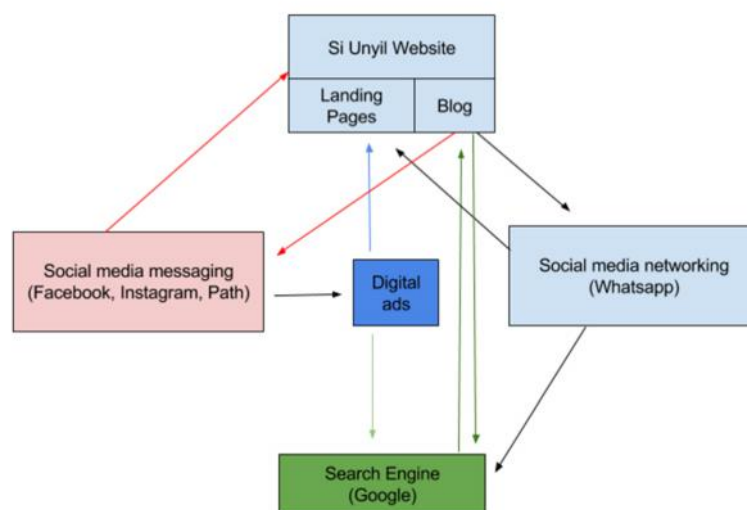 Si Unyil Website
Landing
Pages
Blog
Social media messaging
(Facebook, Instagram, Path)
Digital
ads
Social media networking
(Whatsapp)
Search Engine
(Google)